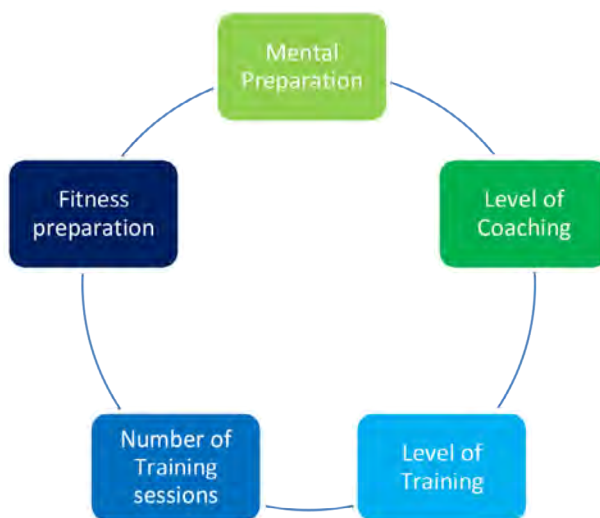 Mental
Preparation
Level of
Coaching
Level of
Training
Number of
Training
sessions
Fitness
preparation